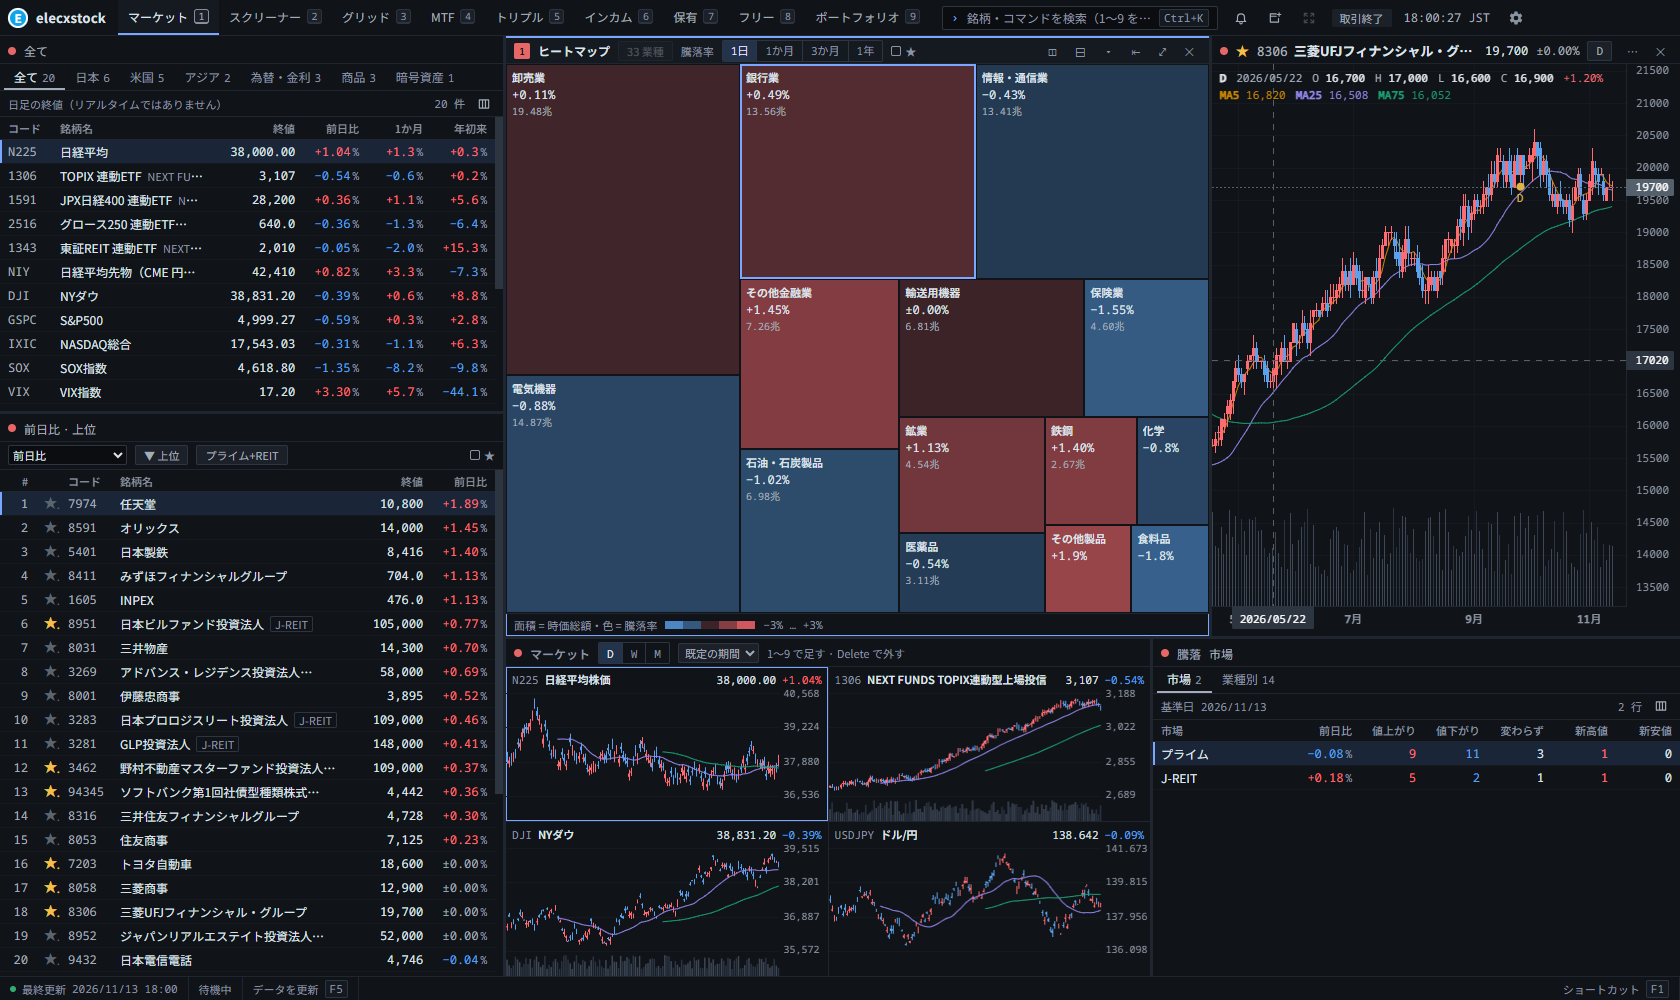 elecxstock マーケット 1 スクリーナー 2 グリッド 3 MTF 4 トリプル 5 インカム 6 保有 7 フリー 8 ポートフォリオ 9 › 銘柄・コマンドを検索（1〜9 を… Ctrl+K 取引終了 18:00:27 JST
全て
全て 20 日本 6 米国 5 アジア 2 為替・金利 3 商品 3 暗号資産 1
日足の終値（リアルタイムではありません） 20 件
コード 銘柄名 終値 前日比 1か月 年初来
N225 日経平均 38,000.00 +1.04% +1.3% +0.3%
1306 TOPIX 連動ETF NEXT FU… 3,107 −0.54% −0.6% +0.2%
1591 JPX日経400 連動ETF N… 28,200 +0.36% +1.1% +5.6%
2516 グロース250 連動ETF… 640.0 −0.36% −1.3% −6.4%
1343 東証REIT 連動ETF NEXT… 2,010 −0.05% −2.0% +15.3%
NIY 日経平均先物（CME 円… 42,410 +0.82% +3.3% −7.3%
DJI NYダウ 38,831.20 −0.39% +0.6% +8.8%
GSPC S&P500 4,999.27 −0.59% +0.3% +2.8%
IXIC NASDAQ総合 17,543.03 −0.31% −1.1% +6.3%
SOX SOX指数 4,618.80 −1.35% −8.2% −9.8%
VIX VIX指数 17.20 +3.30% +5.7% −44.1%
前日比・上位
前日比 ▼上位 プライム+REIT ★
# コード 銘柄名 終値 前日比
1 ★ 7974 任天堂 10,800 +1.89%
2 ★ 8591 オリックス 14,000 +1.45%
3 ★ 5401 日本製鉄 8,416 +1.40%
4 ★ 8411 みずほフィナンシャルグループ 704.0 +1.13%
5 ★ 1605 INPEX 476.0 +1.13%
6 ★ 8951 日本ビルファンド投資法人 J-REIT 105,000 +0.77%
7 ★ 8031 三井物産 14,300 +0.70%
8 ★ 3269 アドバンス・レジデンス投資法人… 58,000 +0.69%
9 ★ 8001 伊藤忠商事 3,895 +0.52%
10 ★ 3283 日本プロロジスリート投資法人 J-REIT 109,000 +0.46%
11 ★ 3281 GLP投資法人 J-REIT 148,000 +0.41%
12 ★ 3462 野村不動産マスターファンド投資法人… 109,000 +0.37%
13 ★ 94345 ソフトバンク第1回社債型種類株式… 4,442 +0.36%
14 ★ 8316 三井住友フィナンシャルグループ 4,728 +0.30%
15 ★ 8053 住友商事 7,125 +0.23%
16 ★ 7203 トヨタ自動車 18,600 ±0.00%
17 ★ 8058 三菱商事 12,900 ±0.00%
18 ★ 8306 三菱UFJフィナンシャル・グループ 19,700 ±0.00%
19 ★ 8952 ジャパンリアルエステイト投資法人… 52,000 ±0.00%
20 ★ 9432 日本電信電話 4,746 −0.04%
1 ヒートマップ 33 業種 騰落率 1日 1か月 3か月 1年 ★
卸売業
+0.11%
19.48兆
銀行業
+0.49%
13.56兆
情報・通信業
−0.43%
13.41兆
電気機器
−0.88%
14.87兆
その他金融業
+1.45%
7.26兆
輸送用機器
±0.00%
6.81兆
保険業
−1.55%
4.60兆
石油・石炭製品
−1.02%
6.98兆
鉱業
+1.13%
4.54兆
鉄鋼
+1.40%
2.67兆
化学
−0.8%
医薬品
−0.54%
3.11兆
その他製品
+1.9%
食料品
−1.8%
面積 = 時価総額・色 = 騰落率 −3% … +3%
★ 8306 三菱UFJフィナンシャル・グ… 19,700 ±0.00% D
D 2026/05/22 O 16,700 H 17,000 L 16,600 C 16,900 +1.20%
MA5 16,820 MA25 16,508 MA75 16,052
21500
21000
20500
20000
19700
19500
19000
18500
18000
17500
17020
16500
16000
15500
15000
14500
14000
13500
D
2026/05/22 7月 9月 11月
マーケット D W M 既定の期間 1〜9 で足す・Delete で外す
N225 日経平均株価 38,000.00 +1.04%
40,568
39,224
37,880
36,536
1306 NEXT FUNDS TOPIX連動型上場投信 3,107 −0.54%
3,188
3,022
2,855
2,689
DJI NYダウ 38,831.20 −0.39%
39,515
38,201
36,887
35,572
USDJPY ドル/円 138.642 −0.09%
141.673
139.815
137.956
136.098
騰落 市場
市場 2 業種別 14
基準日 2026/11/13 2 行
市場 前日比 値上がり 値下がり 変わらず 新高値 新安値
プライム −0.08% 9 11 3 1 0
J-REIT +0.18% 5 2 1 1 0
最終更新 2026/11/13 18:00 待機中 データを更新 F5 ショートカット F1